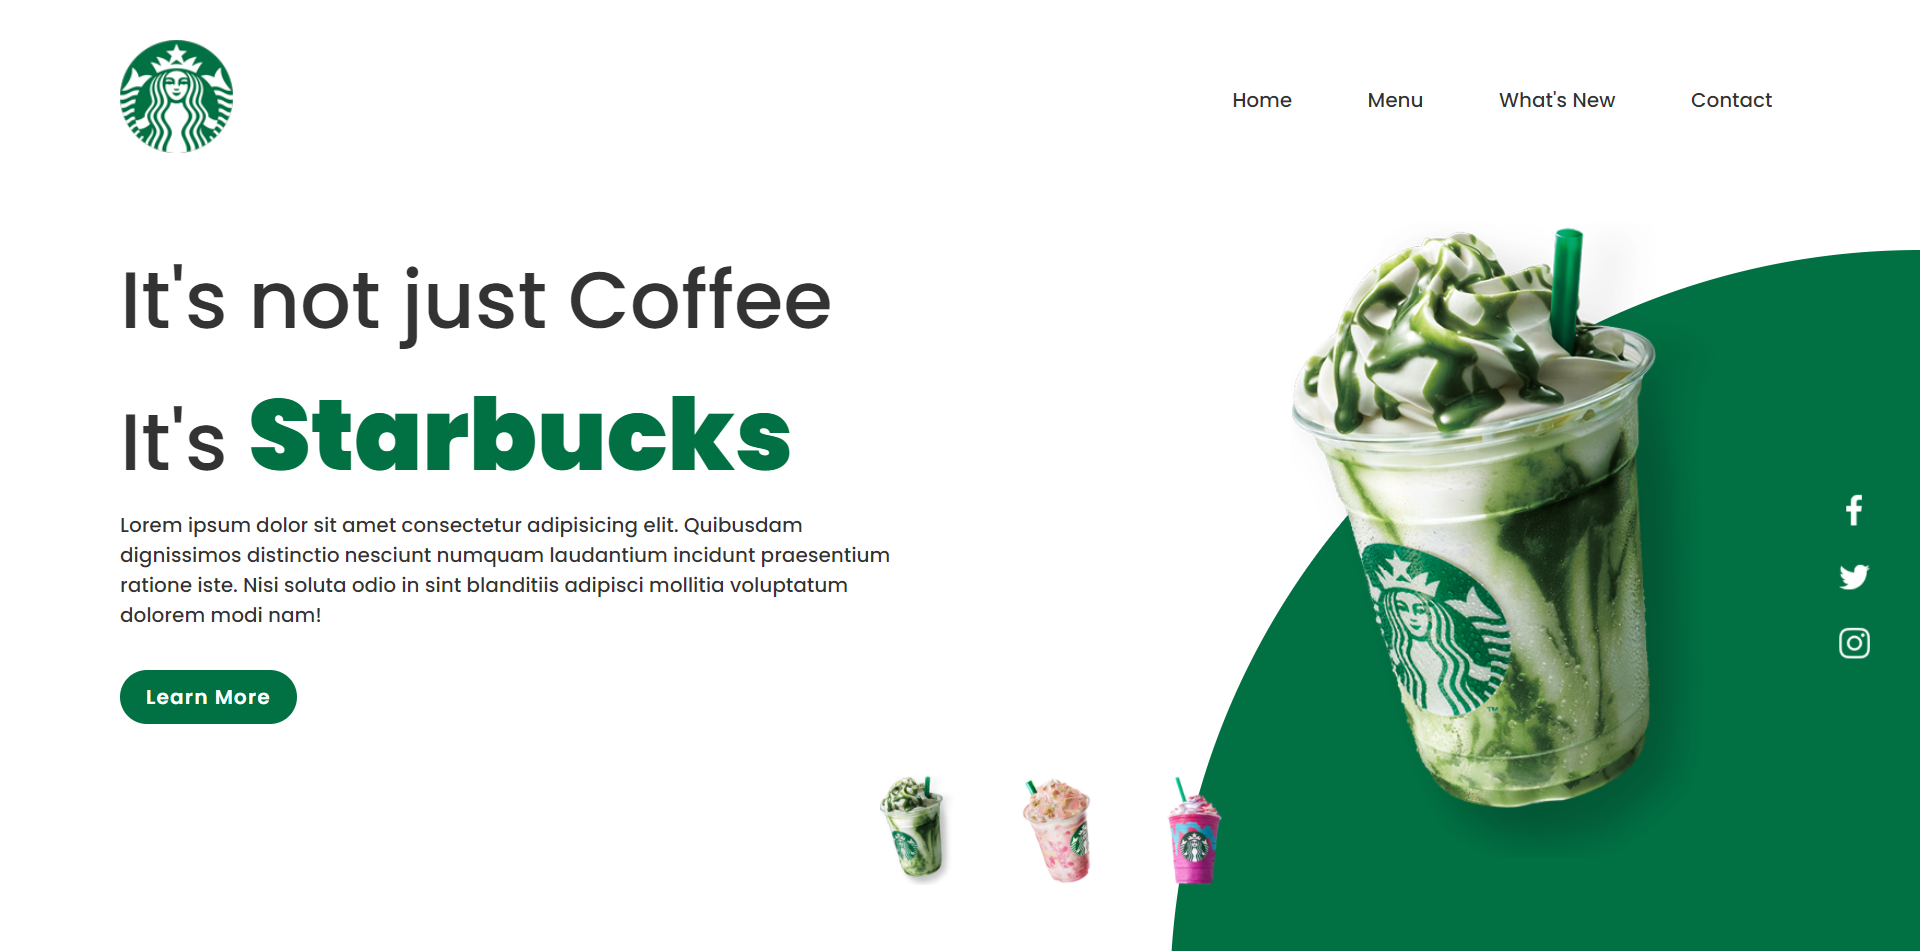 Home
Menu
What's New
Contact
It's not just Coffee
It's Starbucks
Lorem ipsum dolor sit amet consectetur adipisicing elit. Quibusdam
dignissimos distinctio nesciunt numquam laudantium incidunt praesentium
ratione iste. Nisi soluta odio in sint blanditiis adipisci mollitia voluptatum
dolorem modi nam!
Learn More
TM